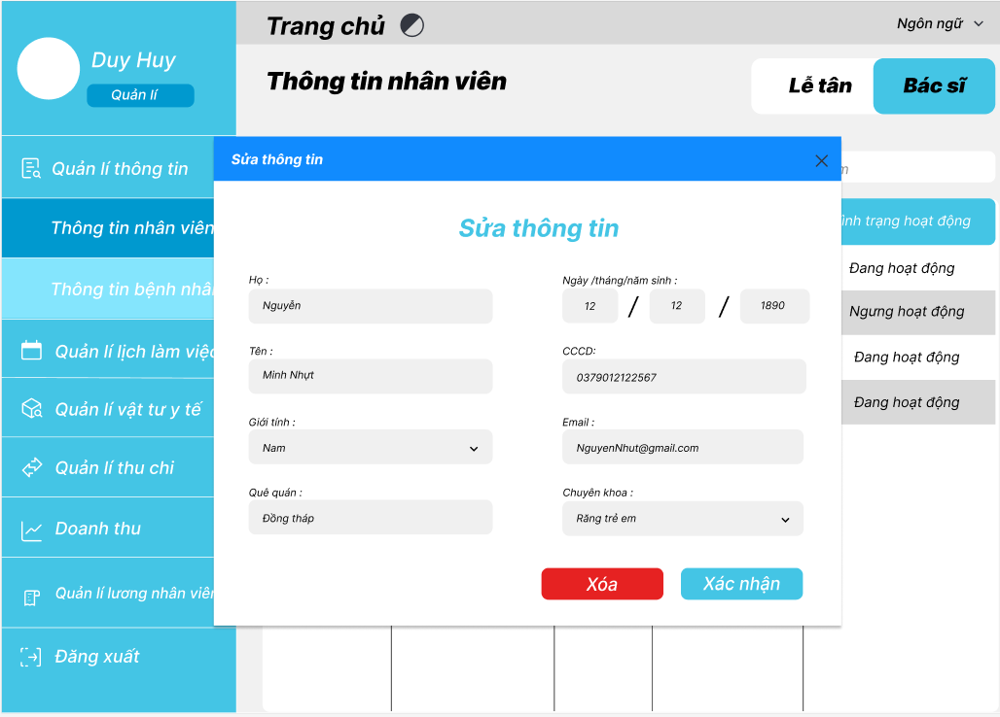 Trang chủ
Ngôn ngữ
Duy Huy
Quản lí
Thông tin nhân viên
Lễ tân
Bác sĩ
Quản lí thông tin
Thông tin nhân viên
Thông tin bệnh nhân
Quản lí lịch làm việc
Quản lí vật tư y tế
Quản lí thu chi
Doanh thu
Quản lí lương nhân viên
Đăng xuất
Sửa thông tin
Sửa thông tin
Họ :
Nguyễn
Ngày /tháng/năm sinh :
12 / 12 / 1890
Tên :
Minh Nhựt
CCCD:
0379012122567
Giới tính :
Nam
Email :
NguyenNhut@gmail.com
Quê quán :
Đồng tháp
Chuyên khoa :
Răng trẻ em
Xóa
Xác nhận
trạng hoạt động
Đang hoạt động
Ngưng hoạt động
Đang hoạt động
Đang hoạt động